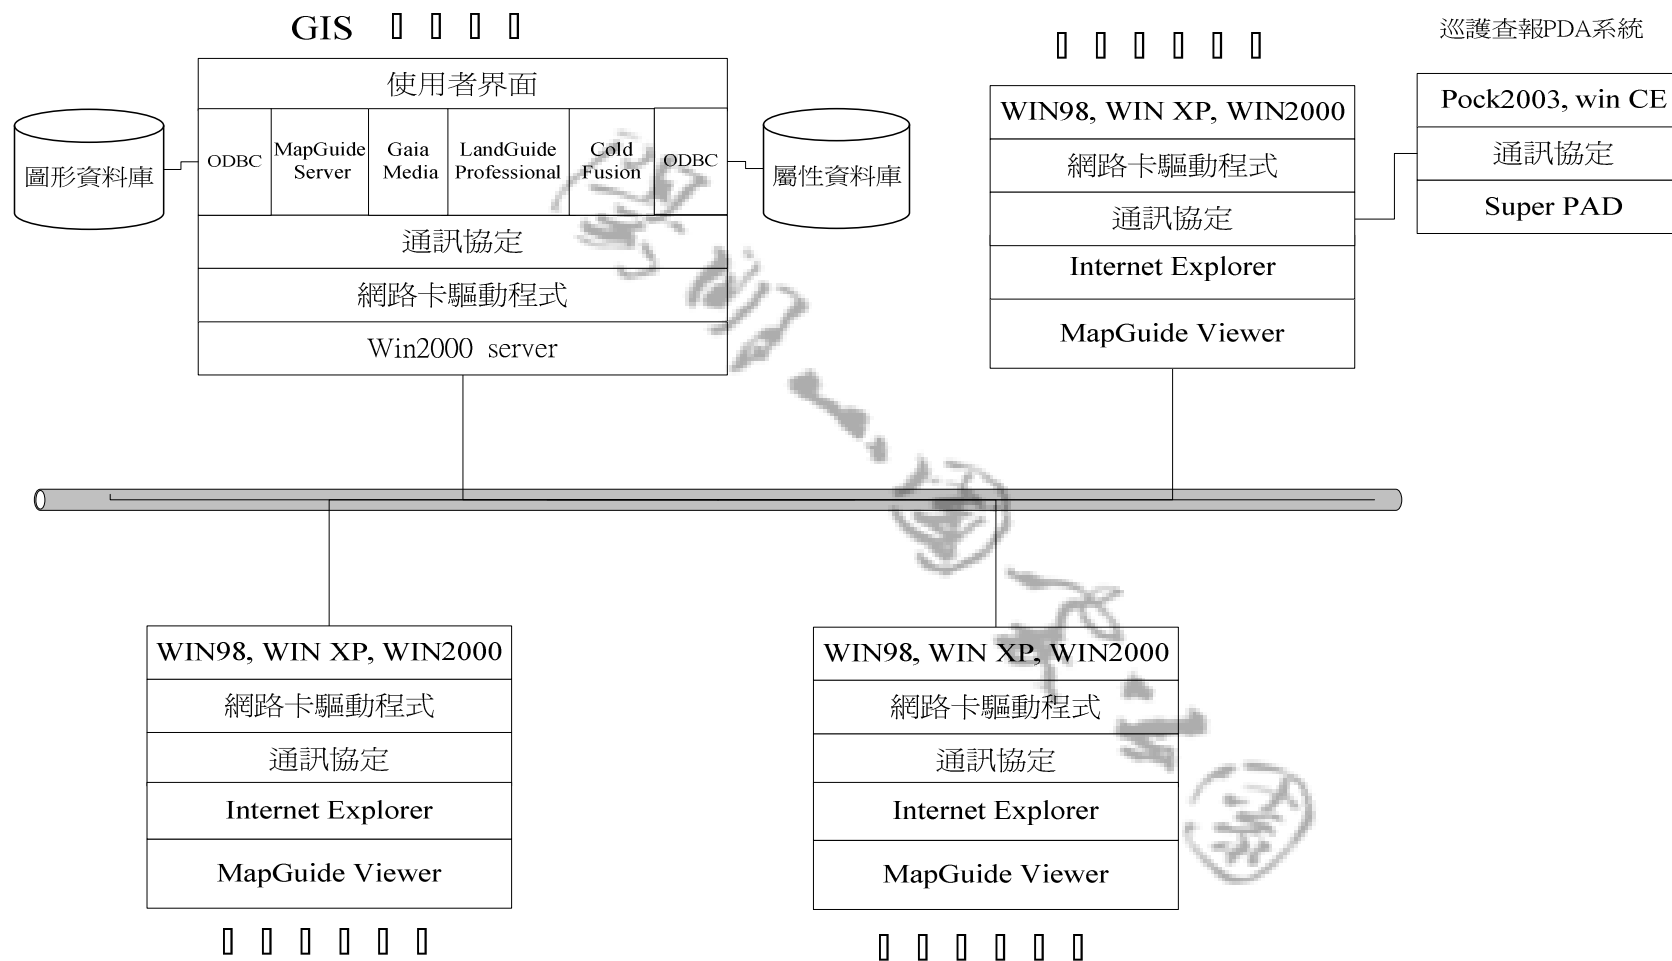 GIS
使用者界面
圖形資料庫
ODBC
MapGuide
Server
Gaia
Media
LandGuide
Professional
Cold
Fusion
ODBC
屬性資料庫
通訊協定
網路卡驅動程式
Win2000 server
WIN98, WIN XP, WIN2000
網路卡驅動程式
通訊協定
Internet Explorer
MapGuide Viewer
巡護查報PDA系統
Pock2003, win CE
通訊協定
Super PAD
WIN98, WIN XP, WIN2000
網路卡驅動程式
通訊協定
Internet Explorer
MapGuide Viewer
WIN98, WIN XP, WIN2000
網路卡驅動程式
通訊協定
Internet Explorer
MapGuide Viewer